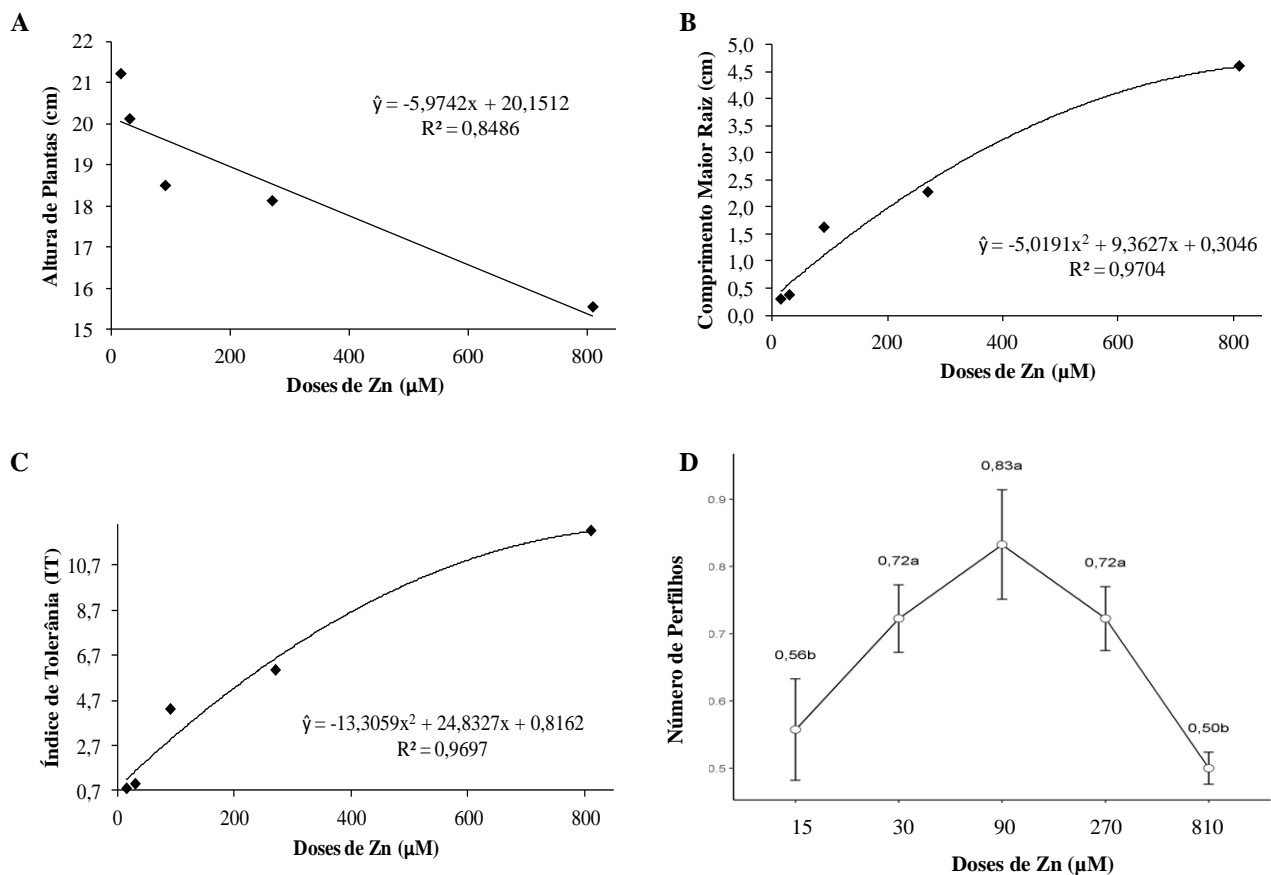 A
Altura de Plantas (cm)
22
21
20
19
18
17
16
15
ŷ = -5,9742x + 20,1512
R² = 0,8486
0 200 400 600 800
Doses de Zn (µM)
B
Comprimento Maior Raiz (cm)
5,0
4,5
4,0
3,5
3,0
2,5
2,0
1,5
1,0
0,5
0,0
ŷ = -5,0191x² + 9,3627x + 0,3046
R² = 0,9704
0 200 400 600 800
Doses de Zn (µM)
C
Índice de Tolerânia (IT)
10,7
8,7
6,7
4,7
2,7
0,7
ŷ = -13,3059x² + 24,8327x + 0,8162
R² = 0,9697
0 200 400 600 800
Doses de Zn (µM)
D
Número de Perfilhos
0.9
0.8
0.7
0.6
0.5
0,56b
0,72a
0,83a
0,72a
0,50b
15 30 90 270 810
Doses de Zn (µM)